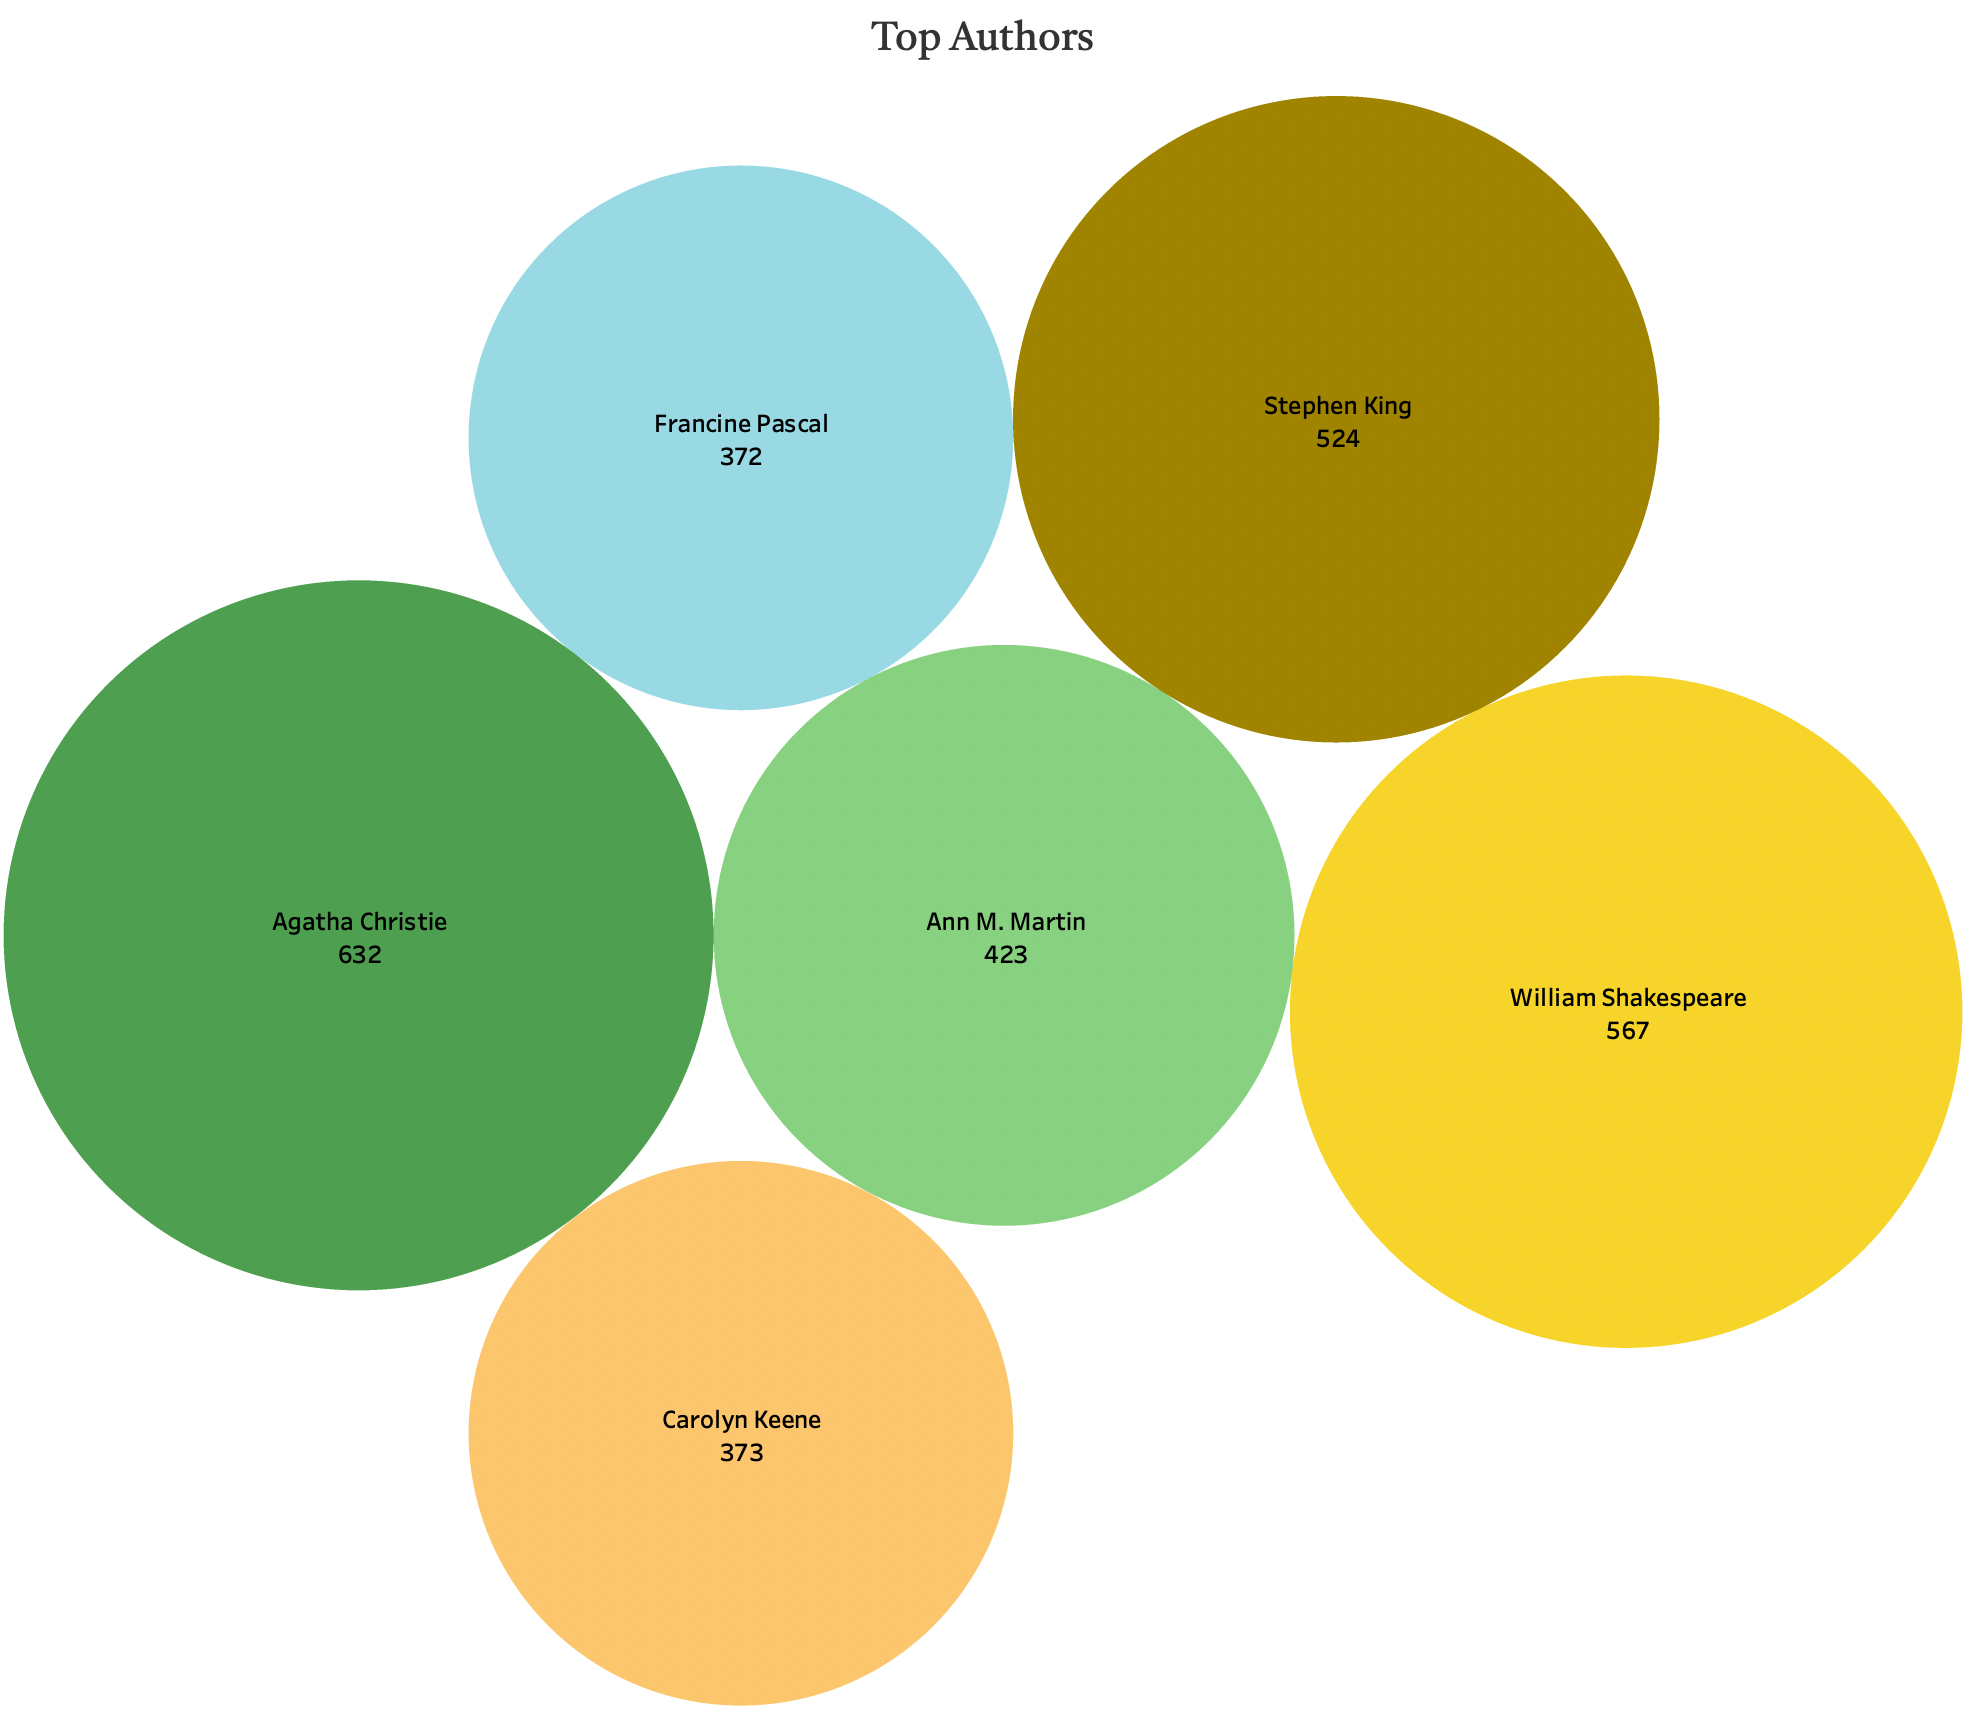 Top Authors
Stephen King
524
Francine Pascal
372
Agatha Christie
632
Ann M. Martin
423
William Shakespeare
567
Carolyn Keene
373